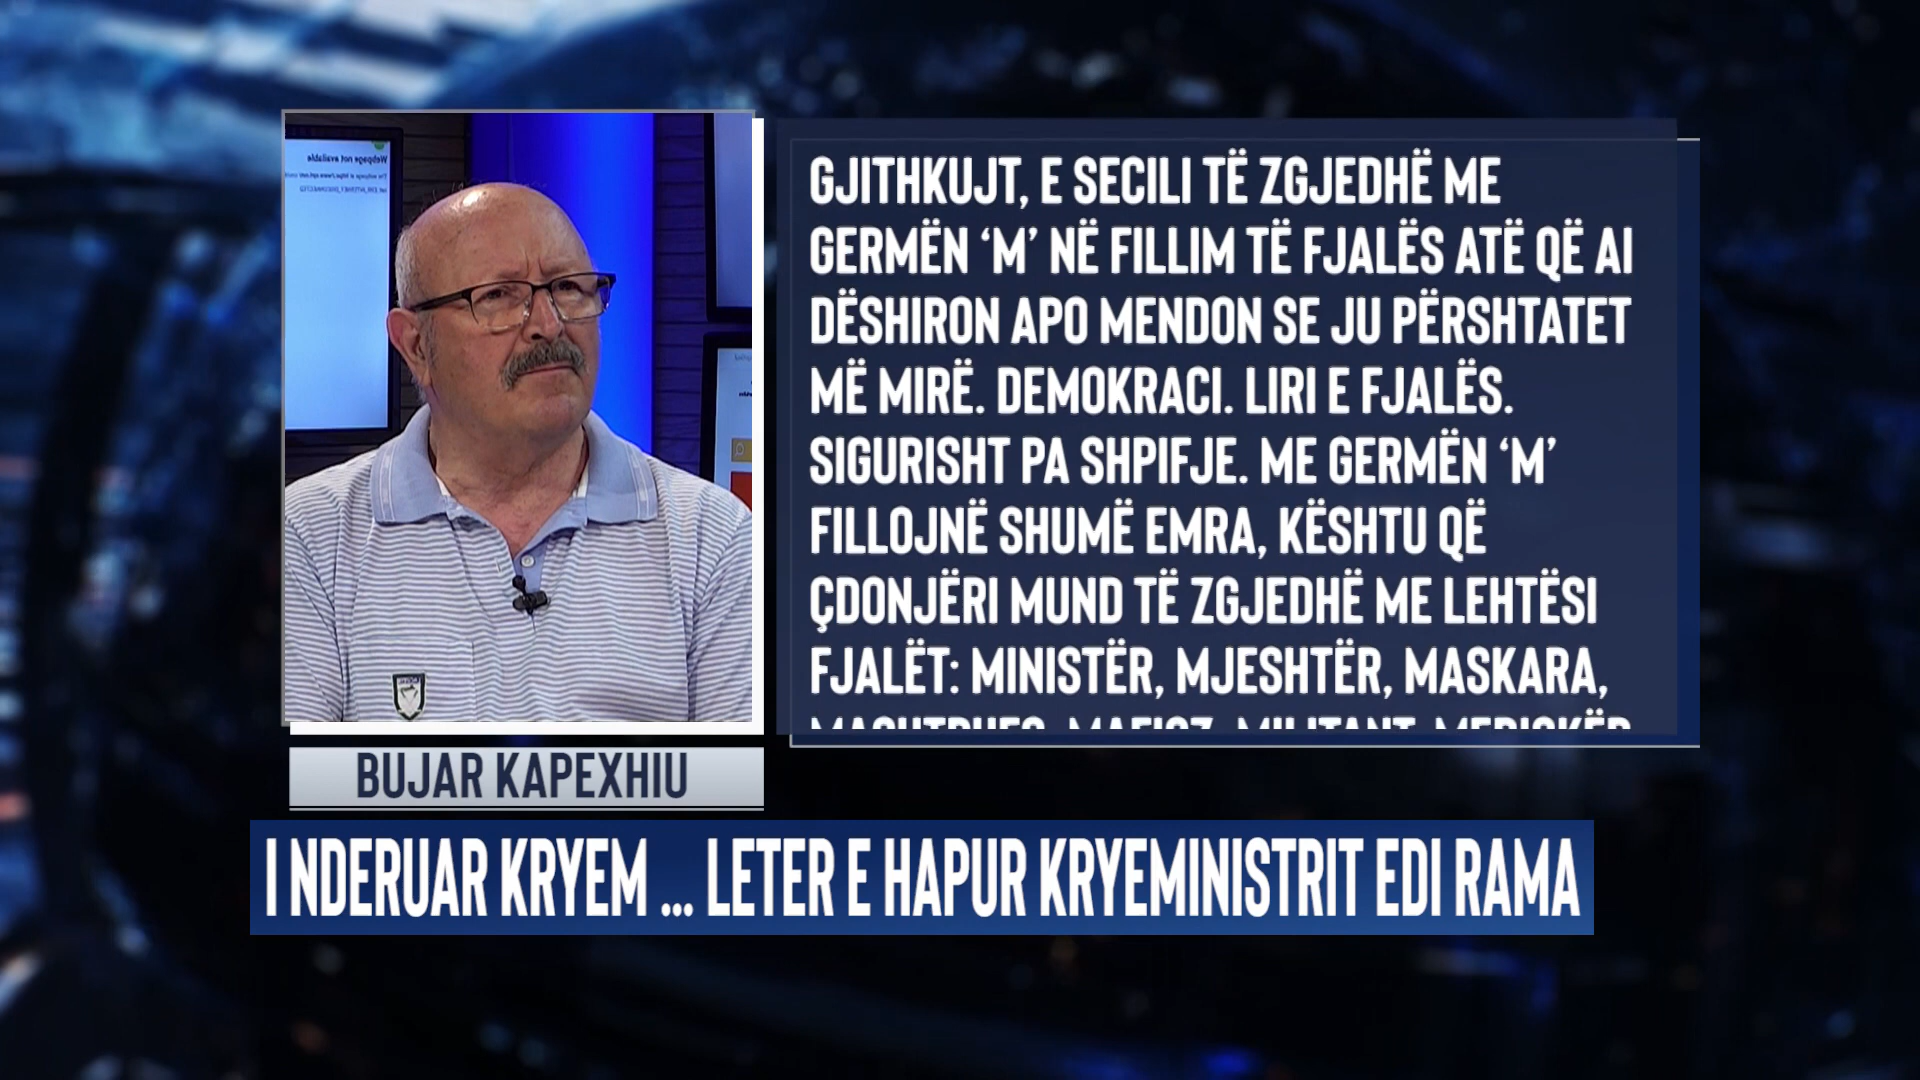 GJITHKUJT, E SECILI TË ZGJEDHË ME
GERMËN ‘M’ NË FILLIM TË FJALËS ATË QË AI
DËSHIRON APO MENDON SE JU PËRSHTATET
MË MIRË. DEMOKRACI. LIRI E FJALËS.
SIGURISHT PA SHPIFJE. ME GERMËN ‘M’
FILLOJNË SHUMË EMRA, KËSHTU QË
ÇDONJËRI MUND TË ZGJEDHË ME LEHTËSI
FJALËT: MINISTËR, MJESHTËR, MASKARA,
BUJAR KAPEXHIU
I NDERUAR KRYEM ... LETER E HAPUR KRYEMINISTRIT EDI RAMA